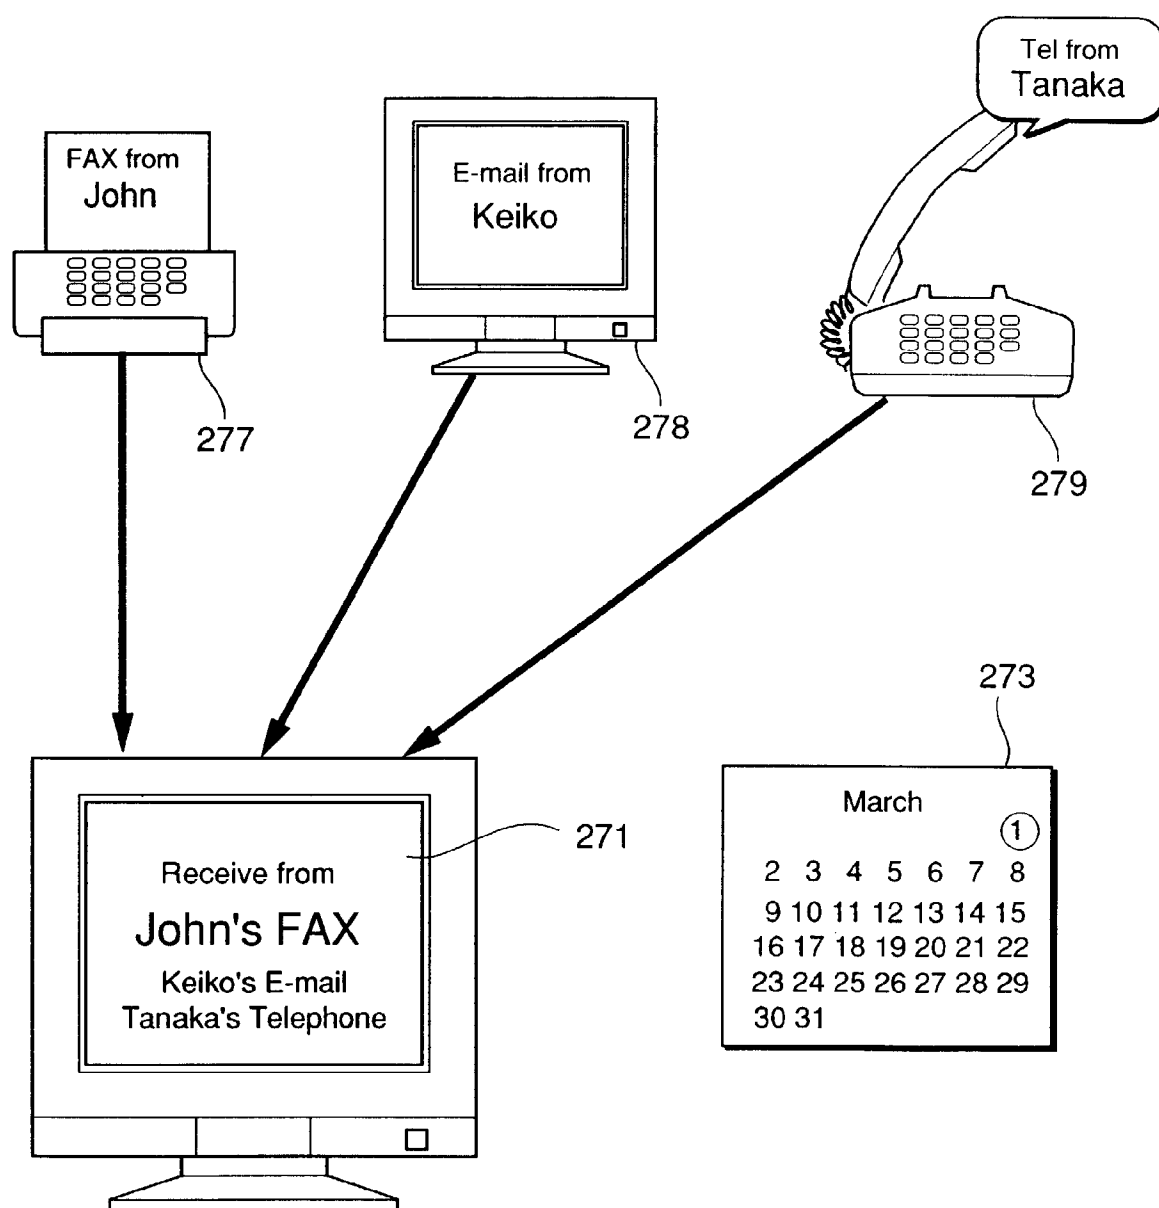 Tel from
Tanaka
FAX from
John
E-mail from
Keiko
277
278
279
273
271
Receive from
John's FAX
Keiko's E-mail
Tanaka's Telephone
March
1
2 3 4 5 6 7 8
9 10 11 12 13 14 15
16 17 18 19 20 21 22
23 24 25 26 27 28 29
30 31